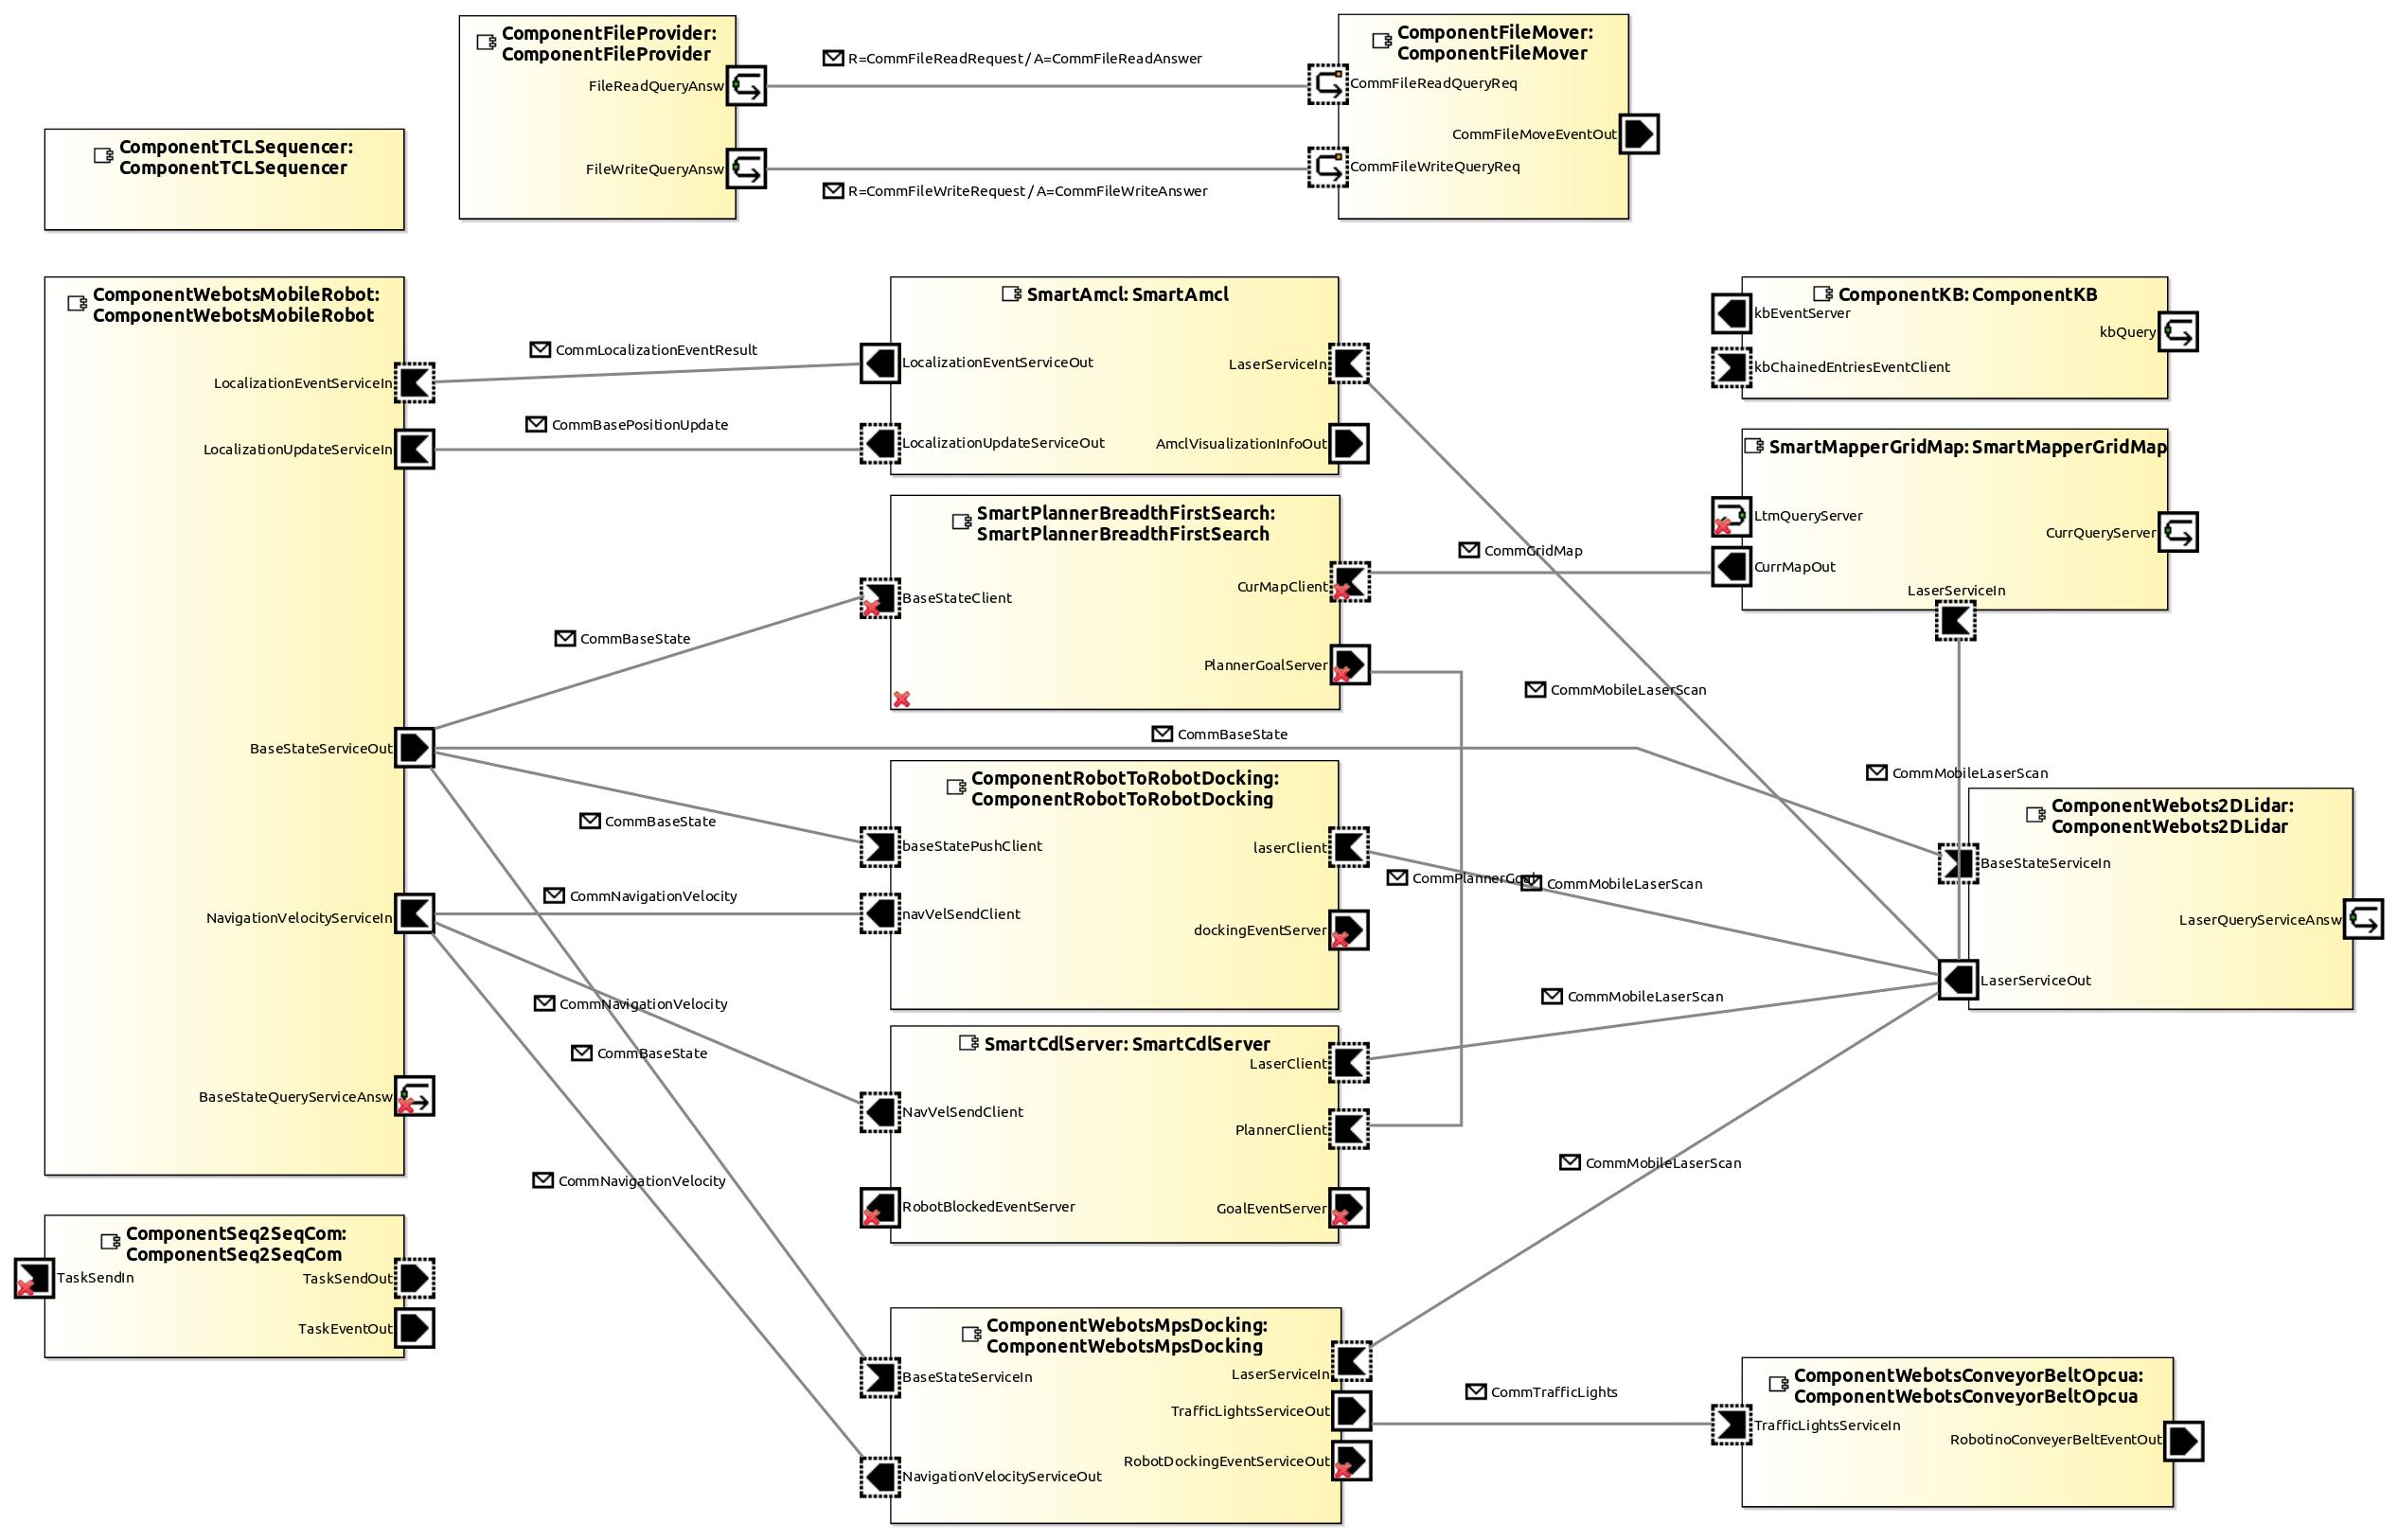 ComponentFileProvider:
ComponentFileProvider
FileReadQueryAnsw
FileWriteQueryAnsw
R=CommFileReadRequest / A=CommFileReadAnswer
R=CommFileWriteRequest / A=CommFileWriteAnswer
ComponentFileMover:
ComponentFileMover
CommFileReadQueryReq
CommFileMoveEventOut
CommFileWriteQueryReq
ComponentTCLSequencer:
ComponentTCLSequencer
ComponentWebotsMobileRobot:
ComponentWebotsMobileRobot
LocalizationEventServiceIn
LocalizationUpdateServiceIn
BaseStateServiceOut
NavigationVelocityServiceIn
BaseStateQueryServiceAnsw
CommLocalizationEventResult
CommBasePositionUpdate
CommBaseState
CommBaseState
CommBaseState
CommNavigationVelocity
CommNavigationVelocity
CommBaseState
CommNavigationVelocity
SmartAmcl: SmartAmcl
LocalizationEventServiceOut
LaserServiceIn
LocalizationUpdateServiceOut
AmclVisualizationInfoOut
SmartPlannerBreadthFirstSearch:
SmartPlannerBreadthFirstSearch
BaseStateClient
CurMapClient
PlannerGoalServer
ComponentRobotToRobotDocking:
ComponentRobotToRobotDocking
baseStatePushClient
laserClient
navVelSendClient
dockingEventServer
SmartCdlServer: SmartCdlServer
LaserClient
NavVelSendClient
PlannerClient
RobotBlockedEventServer
GoalEventServer
ComponentWebotsMpsDocking:
ComponentWebotsMpsDocking
BaseStateServiceIn
LaserServiceIn
TrafficLightsServiceOut
RobotDockingEventServiceOut
NavigationVelocityServiceOut
CommGridMap
CommMobileLaserScan
CommMobileLaserScan
CommPlannerGoal
CommMobileLaserScan
CommMobileLaserScan
CommMobileLaserScan
CommTrafficLights
ComponentKB: ComponentKB
kbEventServer
kbQuery
kbChainedEntriesEventClient
SmartMapperGridMap: SmartMapperGridMap
LtmQueryServer
CurrQueryServer
CurrMapOut
LaserServiceIn
ComponentWebots2DLidar:
ComponentWebots2DLidar
BaseStateServiceIn
LaserQueryServiceAnsw
LaserServiceOut
ComponentSeq2SeqCom:
ComponentSeq2SeqCom
TaskSendIn
TaskSendOut
TaskEventOut
ComponentWebotsConveyorBeltOpcua:
ComponentWebotsConveyorBeltOpcua
TrafficLightsServiceIn
RobotinoConveyerBeltEventOut